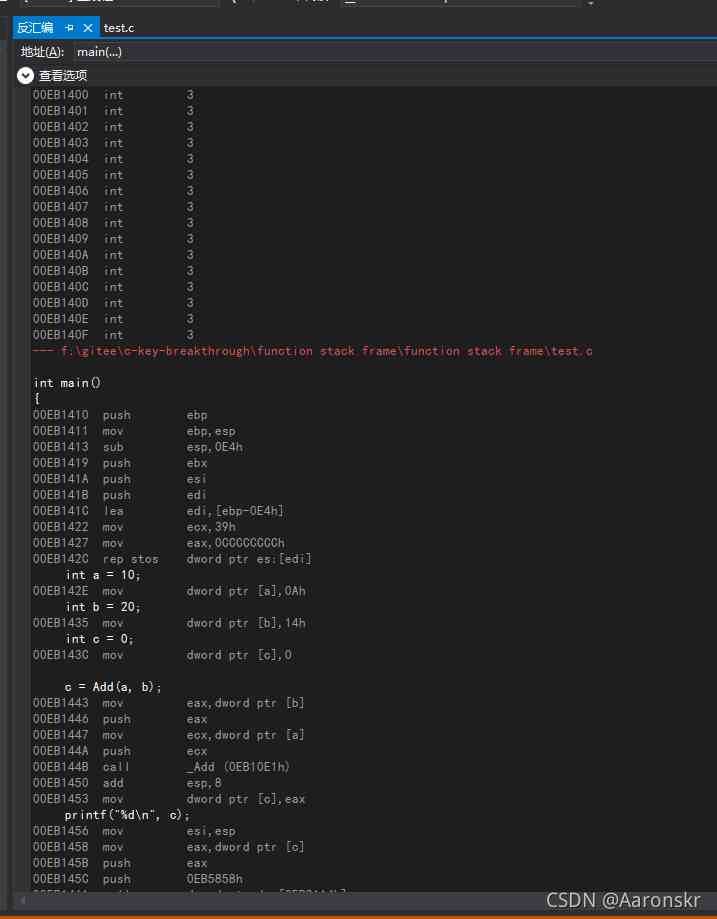 反汇编 test.c
地址(A): main(...)
查看选项
00EB1400 int 3
00EB1401 int 3
00EB1402 int 3
00EB1403 int 3
00EB1404 int 3
00EB1405 int 3
00EB1406 int 3
00EB1407 int 3
00EB1408 int 3
00EB1409 int 3
00EB140A int 3
00EB140B int 3
00EB140C int 3
00EB140D int 3
00EB140E int 3
00EB140F int 3
--- f:\gitee\c-key-breakthrough\function stack frame\function stack frame\test.c
int main()
{
00EB1410 push ebp
00EB1411 mov ebp,esp
00EB1413 sub esp,0E4h
00EB1419 push ebx
00EB141A push esi
00EB141B push edi
00EB141C lea edi,[ebp-0E4h]
00EB1422 mov ecx,39h
00EB1427 mov eax,0CCCCCCCCh
00EB142C rep stos dword ptr es:[edi]
int a = 10;
00EB142E mov dword ptr [a],0Ah
int b = 20;
00EB1435 mov dword ptr [b],14h
int c = 0;
00EB143C mov dword ptr [c],0
c = Add(a, b);
00EB1443 mov eax,dword ptr [b]
00EB1446 push eax
00EB1447 mov ecx,dword ptr [a]
00EB144A push ecx
00EB144B call _Add (0EB10E1h)
00EB1450 add esp,8
00EB1453 mov dword ptr [c],eax
printf("%d\n", c);
00EB1456 mov esi,esp
00EB1458 mov eax,dword ptr [c]
00EB145B push eax
00EB145C push 0EB5858h
CSDN @Aaronskr